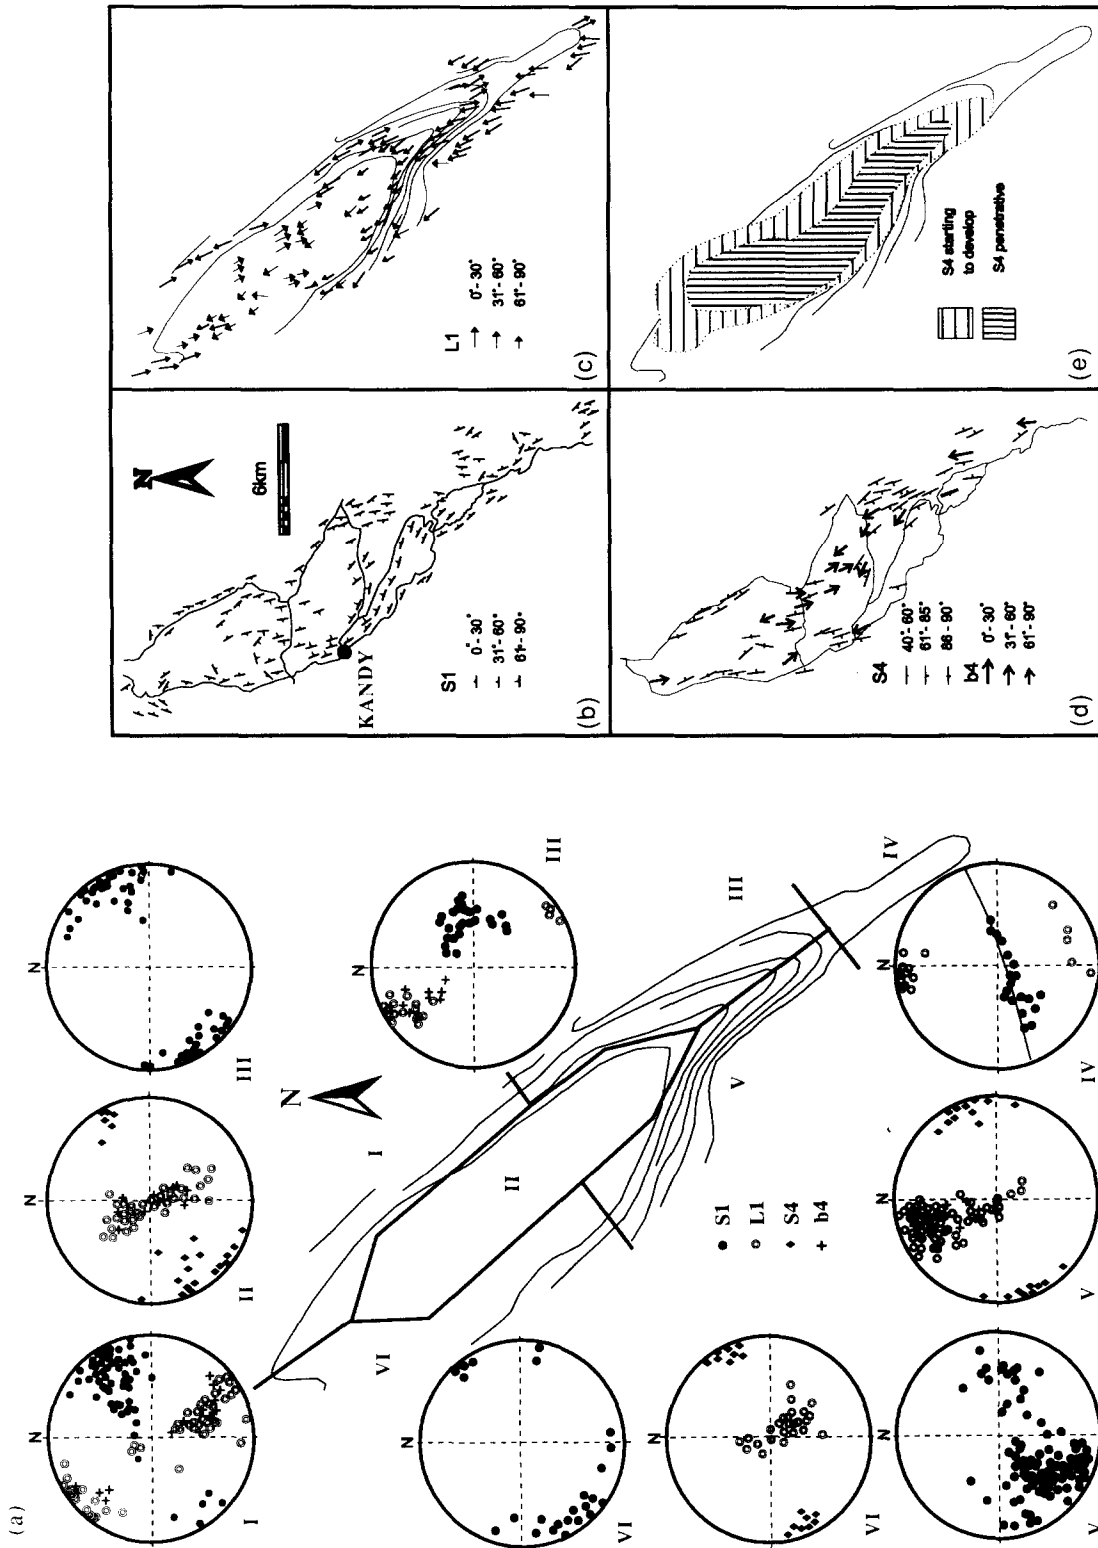 (a)
N
I
N
II
N
III
N
III
N
I
II
III
IV
V
VI
S1
L1
S4
b4
N
VI
N
VI
N
V
N
V
N
IV
(b)
N
6km
KANDY
S1
0°- 30°
31°- 60°
61°- 90°
(c)
L1
0°- 30°
31°- 60°
61°- 90°
(d)
S4
40°- 60°
61°- 85°
86 - 90°
b4
0°- 30°
31°- 60°
61°- 90°
(e)
S4 starting
to develop
S4 penetrative